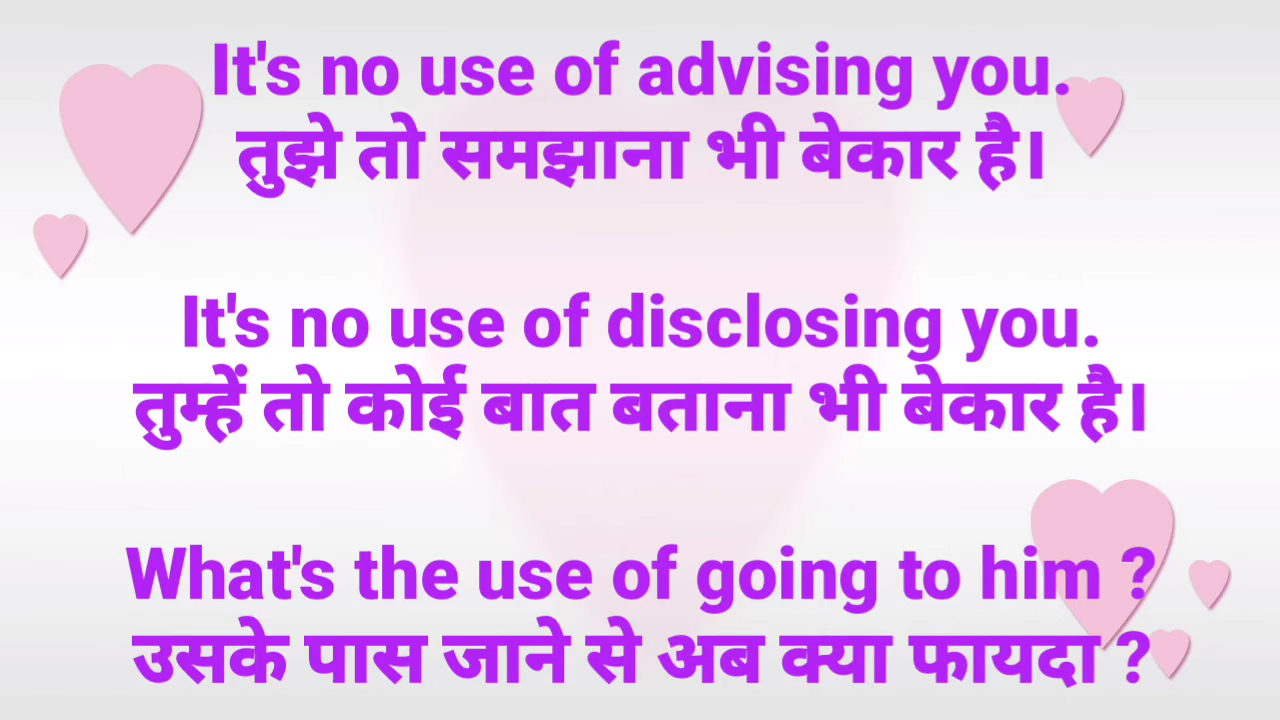 It's no use of advising you.
तुझे तो समझाना भी बेकार है।
It's no use of disclosing you.
तुम्हें तो कोई बात बताना भी बेकार है।
What's the use of going to him ?
उसके पास जाने से अब क्या फायदा ?